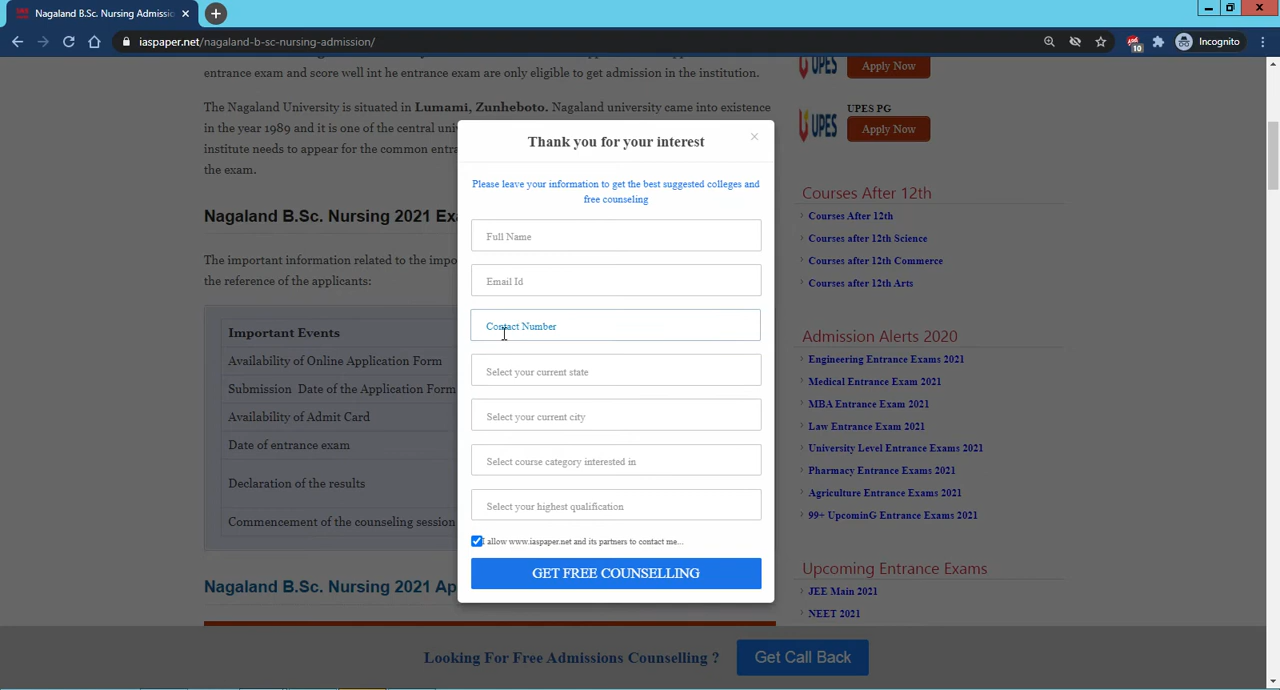 Nagaland B.Sc. Nursing Admissio
iaspaper.net/nagaland-b-sc-nursing-admission/
10
Incognito
entrance exam and score well int he entrance exam are only eligible to get admission in the institution.
The Nagaland University is situated in Lumami, Zunheboto. Nagaland university came into existence
in the year 1989 and it is one of the central uni
institute needs to appear for the common entra
the exam.
Nagaland B.Sc. Nursing 2021 Exa
The important information related to the impo
the reference of the applicants:
Important Events
Availability of Online Application Form
Submission Date of the Application Form
Availability of Admit Card
Date of entrance exam
Declaration of the results
Commencement of the counseling session
Nagaland B.Sc. Nursing 2021 Ap
Thank you for your interest
×
Please leave your information to get the best suggested colleges and
free counseling
Full Name
Email Id
Contact Number
Select your current state
Select your current city
Select course category interested in
Select your highest qualification
I allow www.iaspaper.net and its partners to contact me...
GET FREE COUNSELLING
UPES
Apply Now
UPES PG
UPES
Apply Now
Courses After 12th
Courses After 12th
Courses after 12th Science
Courses after 12th Commerce
Courses after 12th Arts
Admission Alerts 2020
Engineering Entrance Exams 2021
Medical Entrance Exam 2021
MBA Entrance Exam 2021
Law Entrance Exam 2021
University Level Entrance Exams 2021
Pharmacy Entrance Exams 2021
Agriculture Entrance Exams 2021
99+ UpcominG Entrance Exams 2021
Upcoming Entrance Exams
JEE Main 2021
NEET 2021
Looking For Free Admissions Counselling ?
Get Call Back